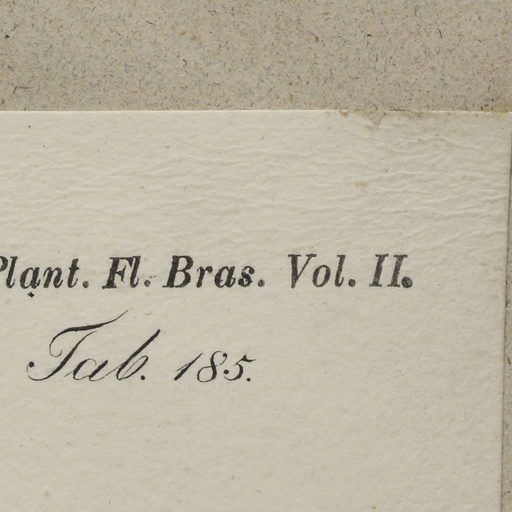 Plant. Fl. Bras. Vol. II.
Tab. 185.